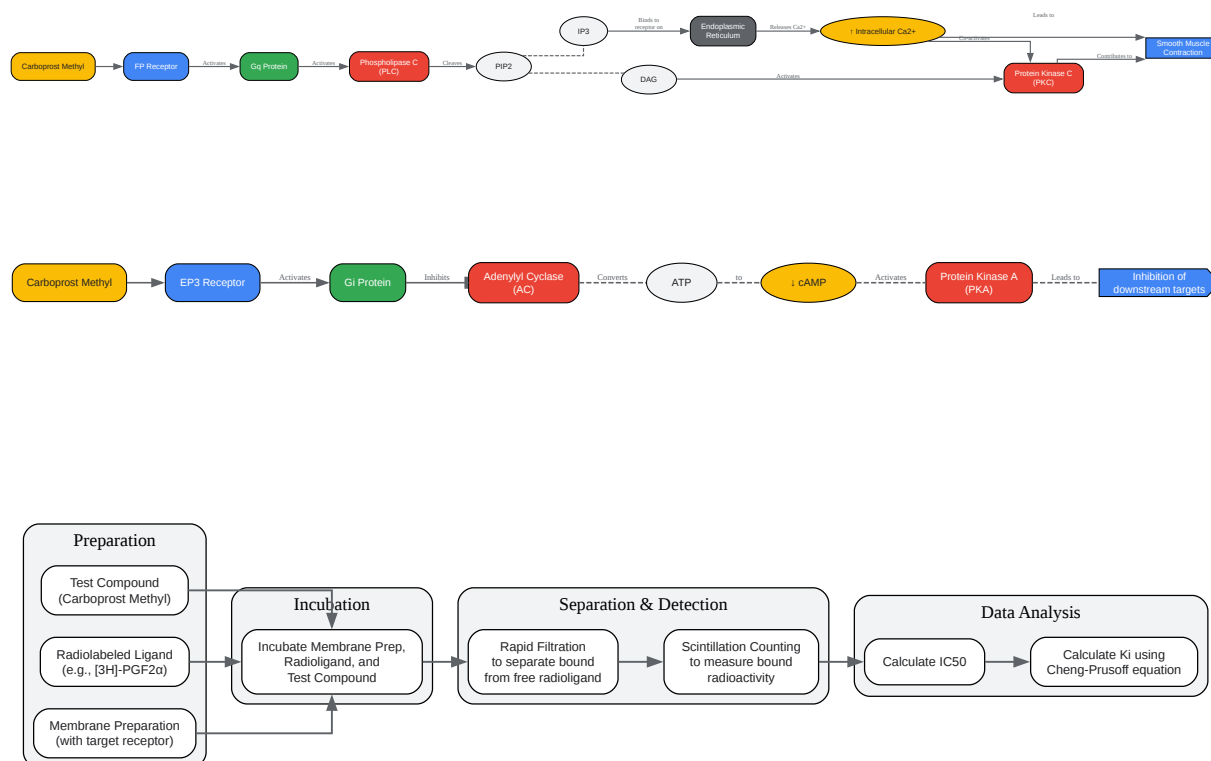 Leads to
IP3
Binds to
receptor on
Endoplasmic
Reticulum
Releases Ca2+
↑ Intracellular Ca2+
Co-activates
Smooth Muscle
Contraction
Carboprost Methyl
FP Receptor
Activates
Gq Protein
Activates
Phospholipase C
(PLC)
Cleaves
PIP2
DAG
Activates
Protein Kinase C
(PKC)
Contributes to
Carboprost Methyl
EP3 Receptor
Activates
Gi Protein
Inhibits
Adenylyl Cyclase
(AC)
Converts
ATP
to
↓ cAMP
Activates
Protein Kinase A
(PKA)
Leads to
Inhibition of
downstream targets
Preparation
Test Compound
(Carboprost Methyl)
Radiolabeled Ligand
(e.g., [3H]-PGF2α)
Membrane Preparation
(with target receptor)
Incubation
Incubate Membrane Prep,
Radioligand, and
Test Compound
Separation & Detection
Rapid Filtration
to separate bound
from free radioligand
Scintillation Counting
to measure bound
radioactivity
Data Analysis
Calculate IC50
Calculate Ki using
Cheng-Prusoff equation